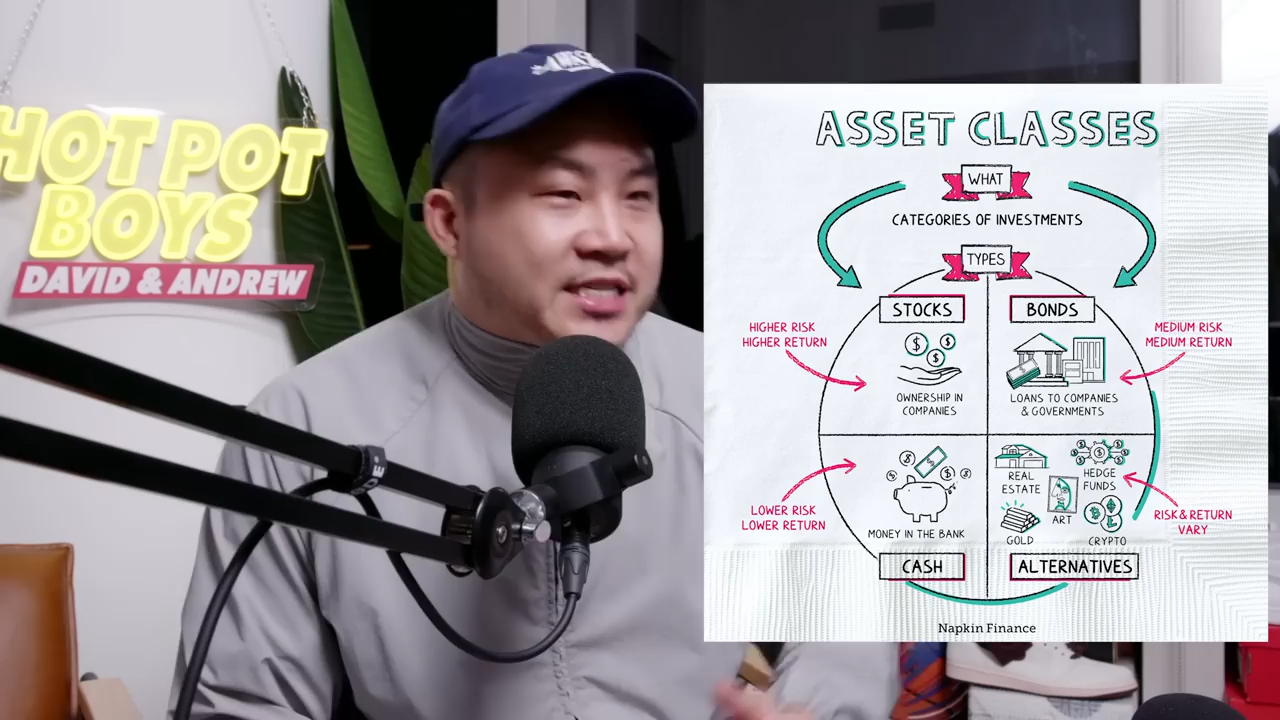 HOT POT
BOYS
DAVID & ANDREW
ASSET CLASSES
WHAT
CATEGORIES OF INVESTMENTS
TYPES
STOCKS
BONDS
HIGHER RISK
HIGHER RETURN
MEDIUM RISK
MEDIUM RETURN
OWNERSHIP IN
COMPANIES
LOANS TO COMPANIES
& GOVERNMENTS
LOWER RISK
LOWER RETURN
MONEY IN THE BANK
REAL
ESTATE
HEDGE
FUNDS
ART
GOLD
CRYPTO
RISK & RETURN
VARY
CASH
ALTERNATIVES
Napkin Finance